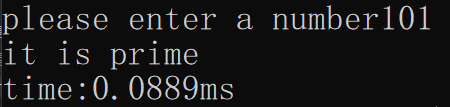 please enter a number101
it is prime
time:0.0889ms